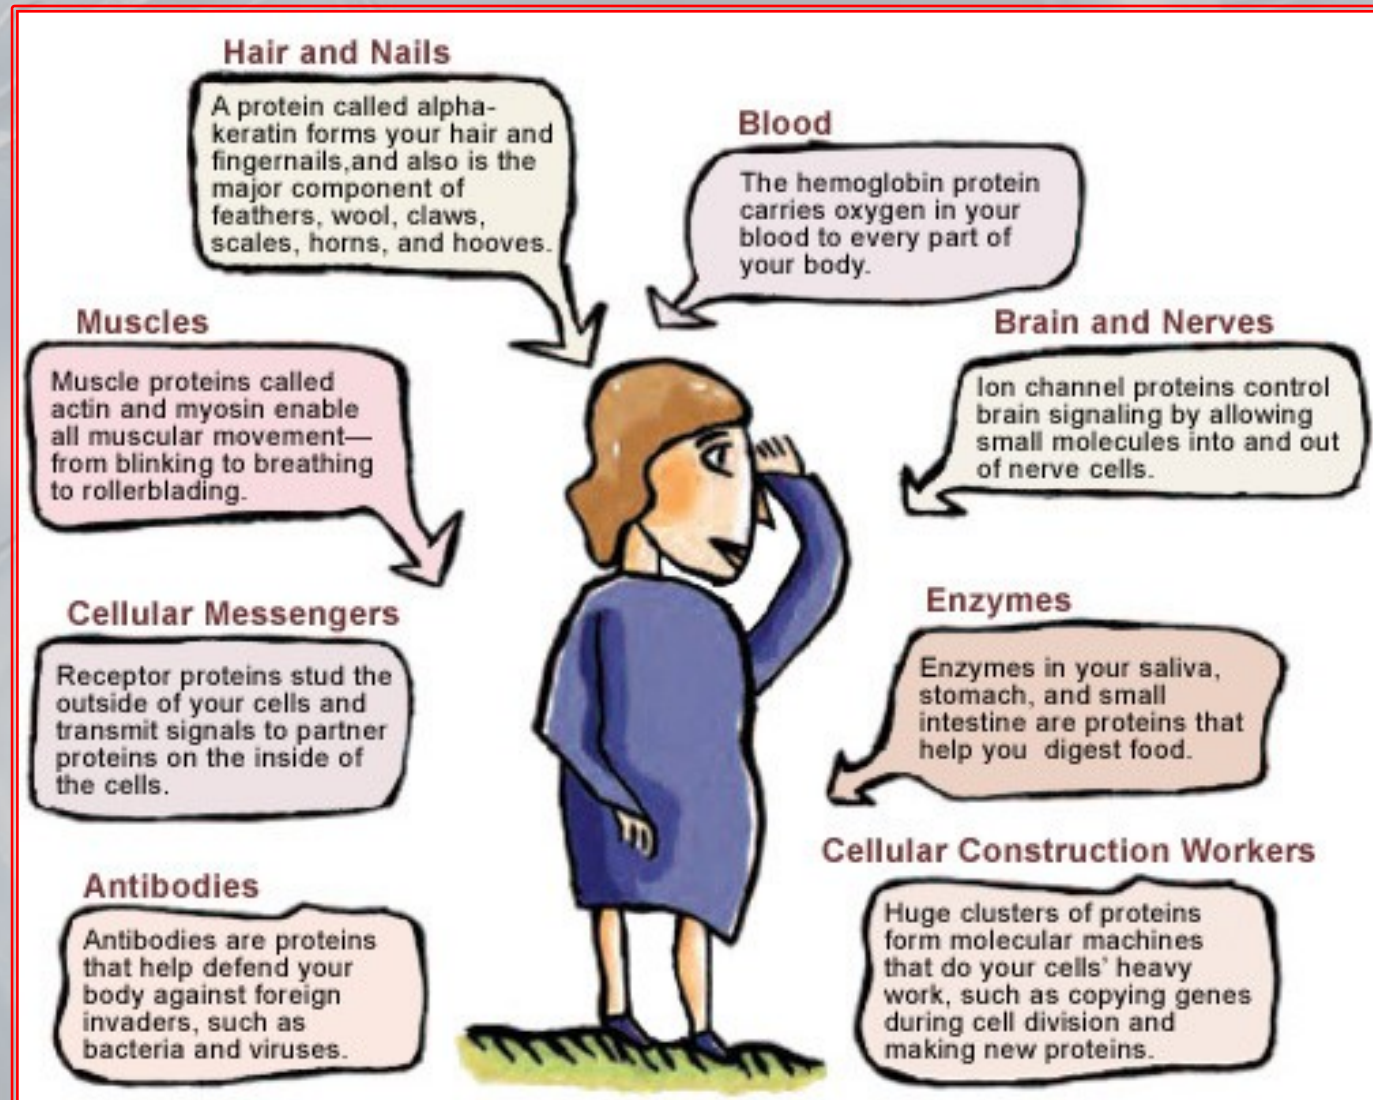 Hair and Nails
A protein called alpha-
keratin forms your hair and
fingernails,and also is the
major component of
feathers, wool, claws,
scales, horns, and hooves.
Blood
The hemoglobin protein
carries oxygen in your
blood to every part of
your body.
Muscles
Muscle proteins called
actin and myosin enable
all muscular movement—
from blinking to breathing
to rollerblading.
Brain and Nerves
Ion channel proteins control
brain signaling by allowing
small molecules into and out
of nerve cells.
Cellular Messengers
Receptor proteins stud the
outside of your cells and
transmit signals to partner
proteins on the inside of
the cells.
Enzymes
Enzymes in your saliva,
stomach, and small
intestine are proteins that
help you digest food.
Antibodies
Antibodies are proteins
that help defend your
body against foreign
invaders, such as
bacteria and viruses.
Cellular Construction Workers
Huge clusters of proteins
form molecular machines
that do your cells' heavy
work, such as copying genes
during cell division and
making new proteins.